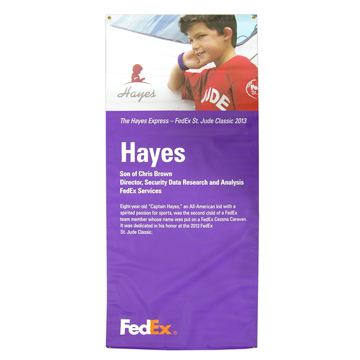 Hayes
JUDE
The Hayes Express – FedEx St. Jude Classic 2013
Hayes
Son of Chris Brown
Director, Security Data Research and Analysis
FedEx Services
Eight-year old "Captain Hayes," an All-American kid with a
spirited passion for sports, was the second child of a FedEx
team member whose name was put on a FedEx Cessna Caravan.
It was dedicated in his honor at the 2013 FedEx
St. Jude Classic.
FedEx®